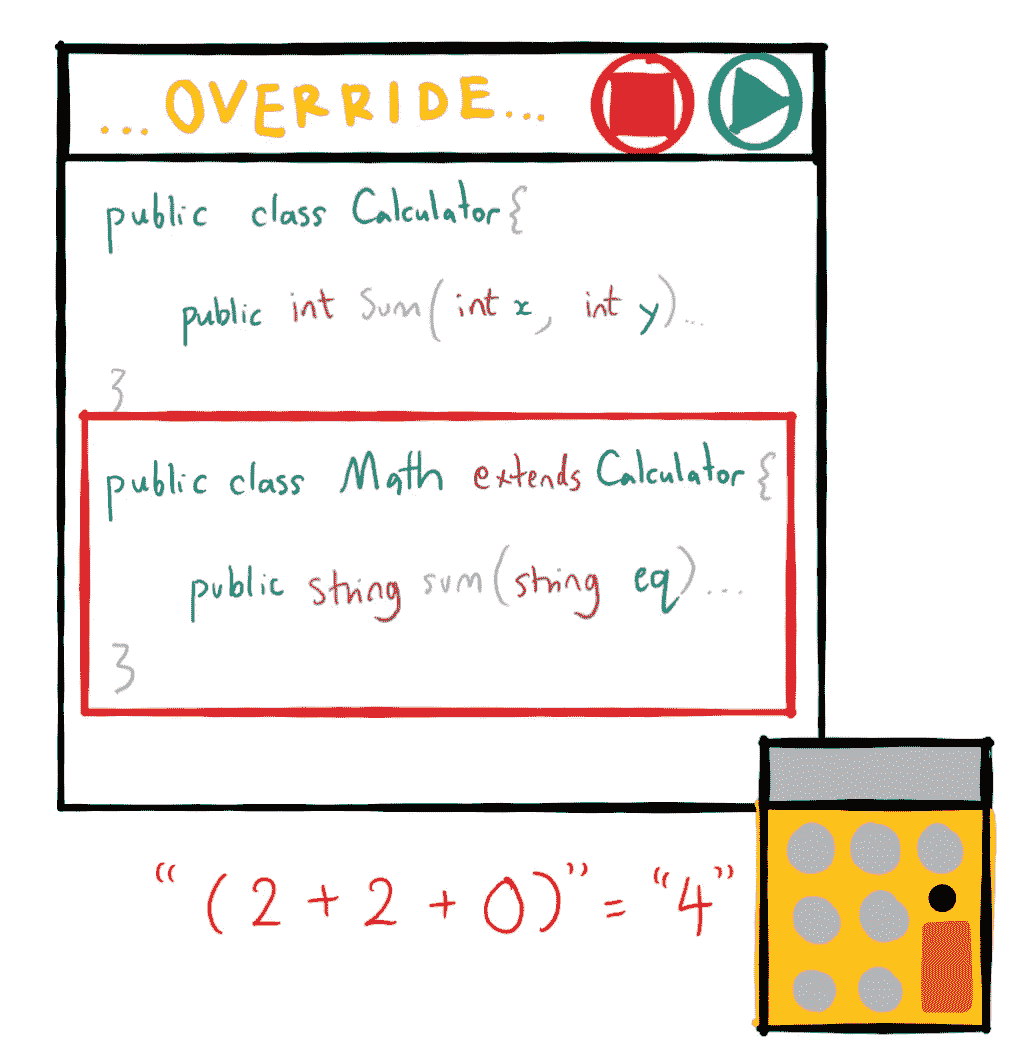 ...OVERRIDE...
public class Calculator {
public int Sum(int x, int y)...
}
public class Math extends Calculator {
public string sum(string eq)...
}
“(2 + 2 + 0)” = “4”